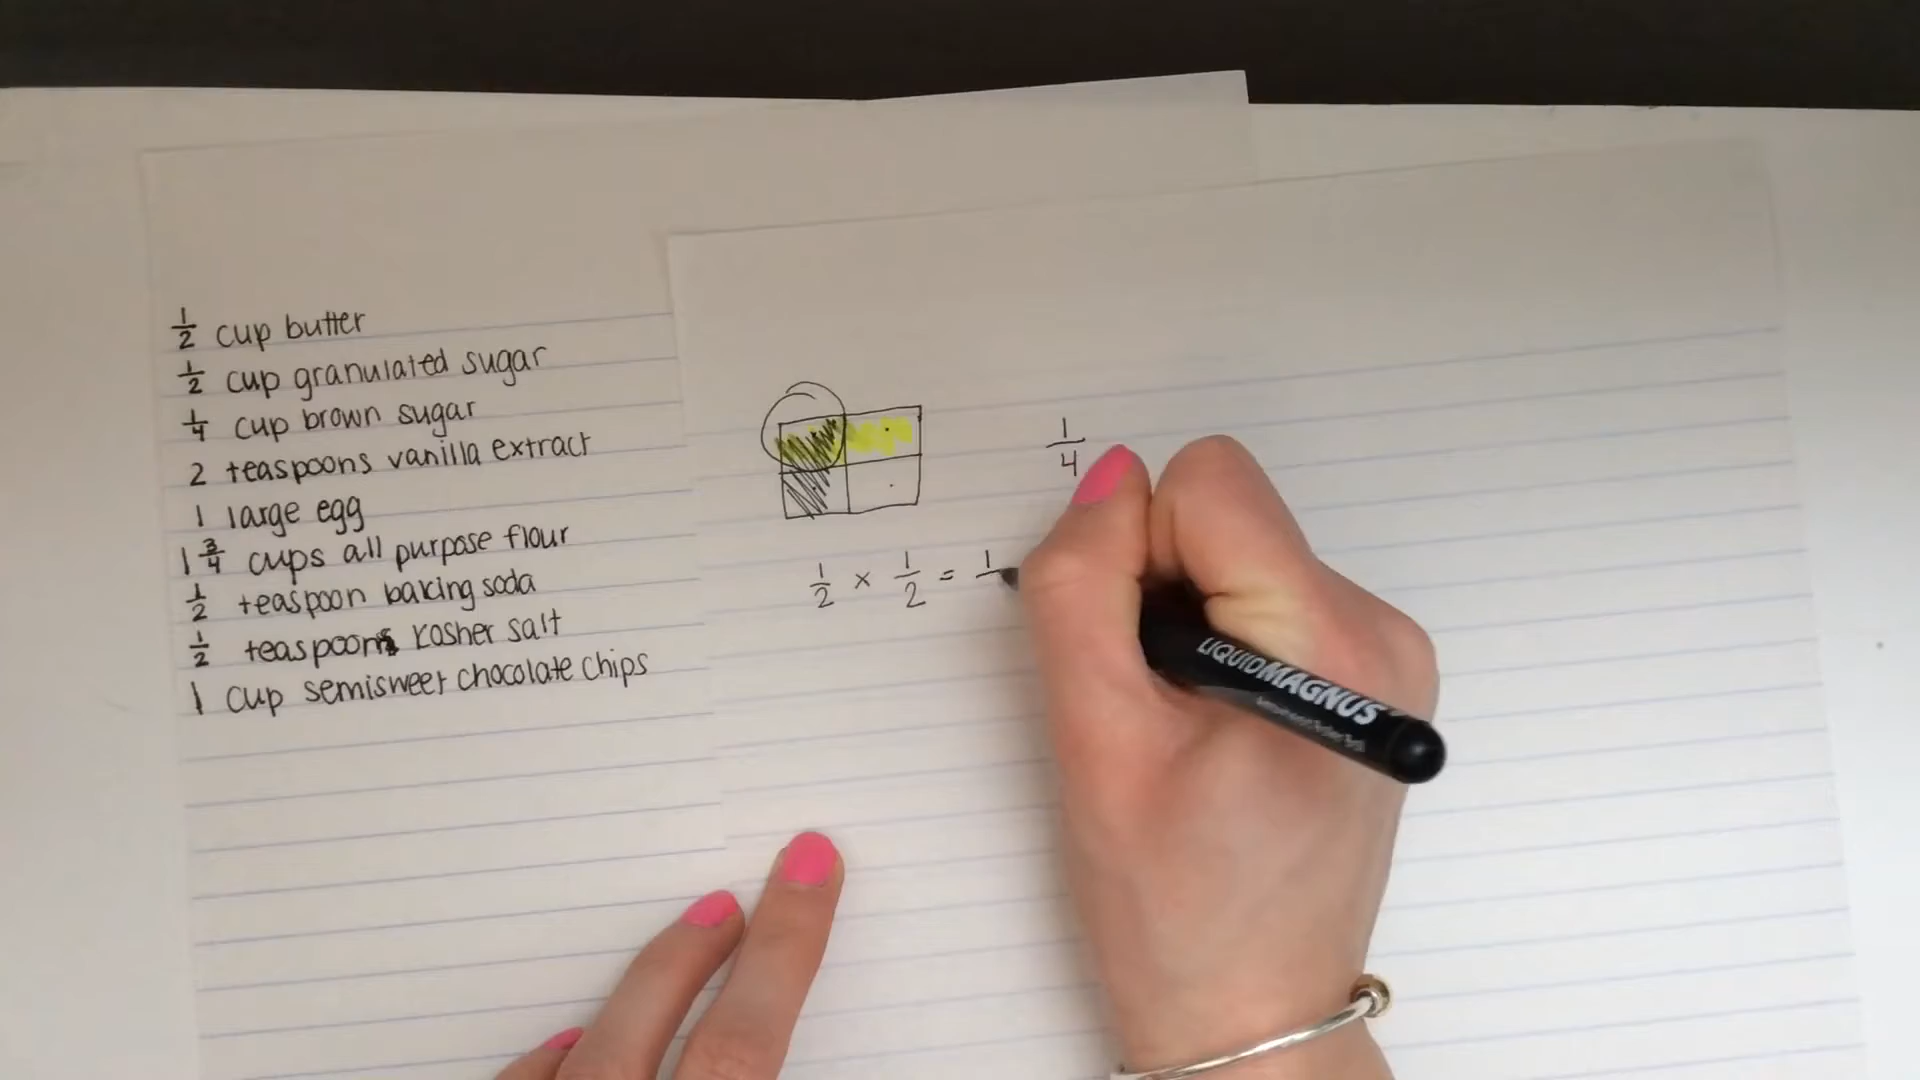 1/2 cup butter
1/2 cup granulated sugar
1/4 cup brown sugar
2 teaspoons vanilla extract
1 large egg
1 3/4 cups all purpose flour
1/2 teaspoon baking soda
1/2 teaspoon kosher salt
1 cup semisweet chocolate chips
1/4
1/2 × 1/2 = 1
LIQUIDMAGNUS